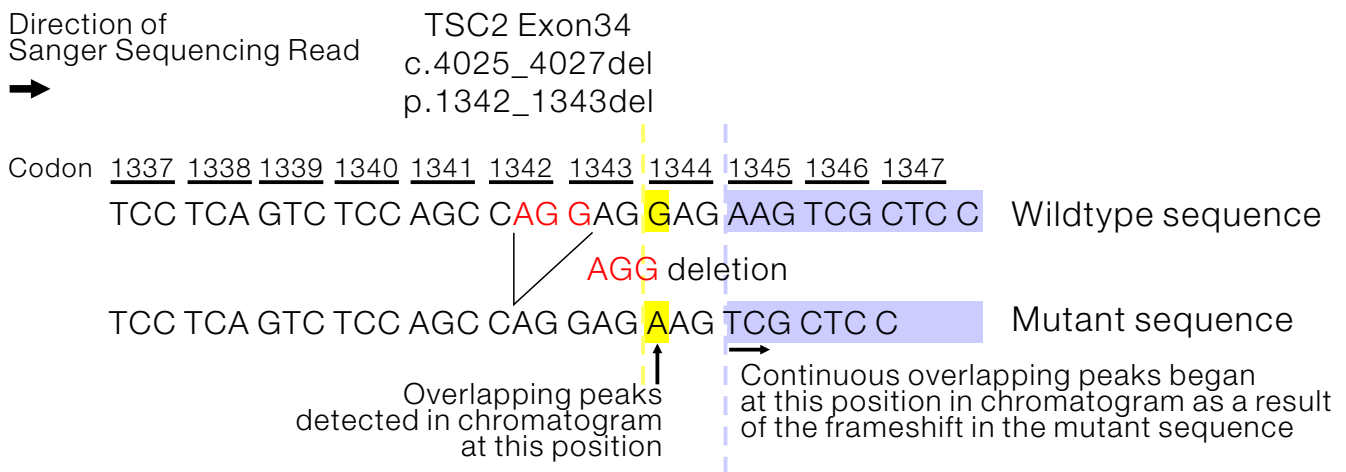 Direction of
Sanger Sequencing Read
TSC2 Exon34
c.4025_4027del
p.1342_1343del
Codon 1337 1338 1339 1340 1341 1342 1343 1344 1345 1346 1347
TCC TCA GTC TCC AGC CAG GAG GAG AAG TCG CTC C Wildtype sequence
AGG deletion
TCC TCA GTC TCC AGC CAG GAG AAG TCG CTC C Mutant sequence
Overlapping peaks
detected in chromatogram
at this position
Continuous overlapping peaks began
at this position in chromatogram as a result
of the frameshift in the mutant sequence